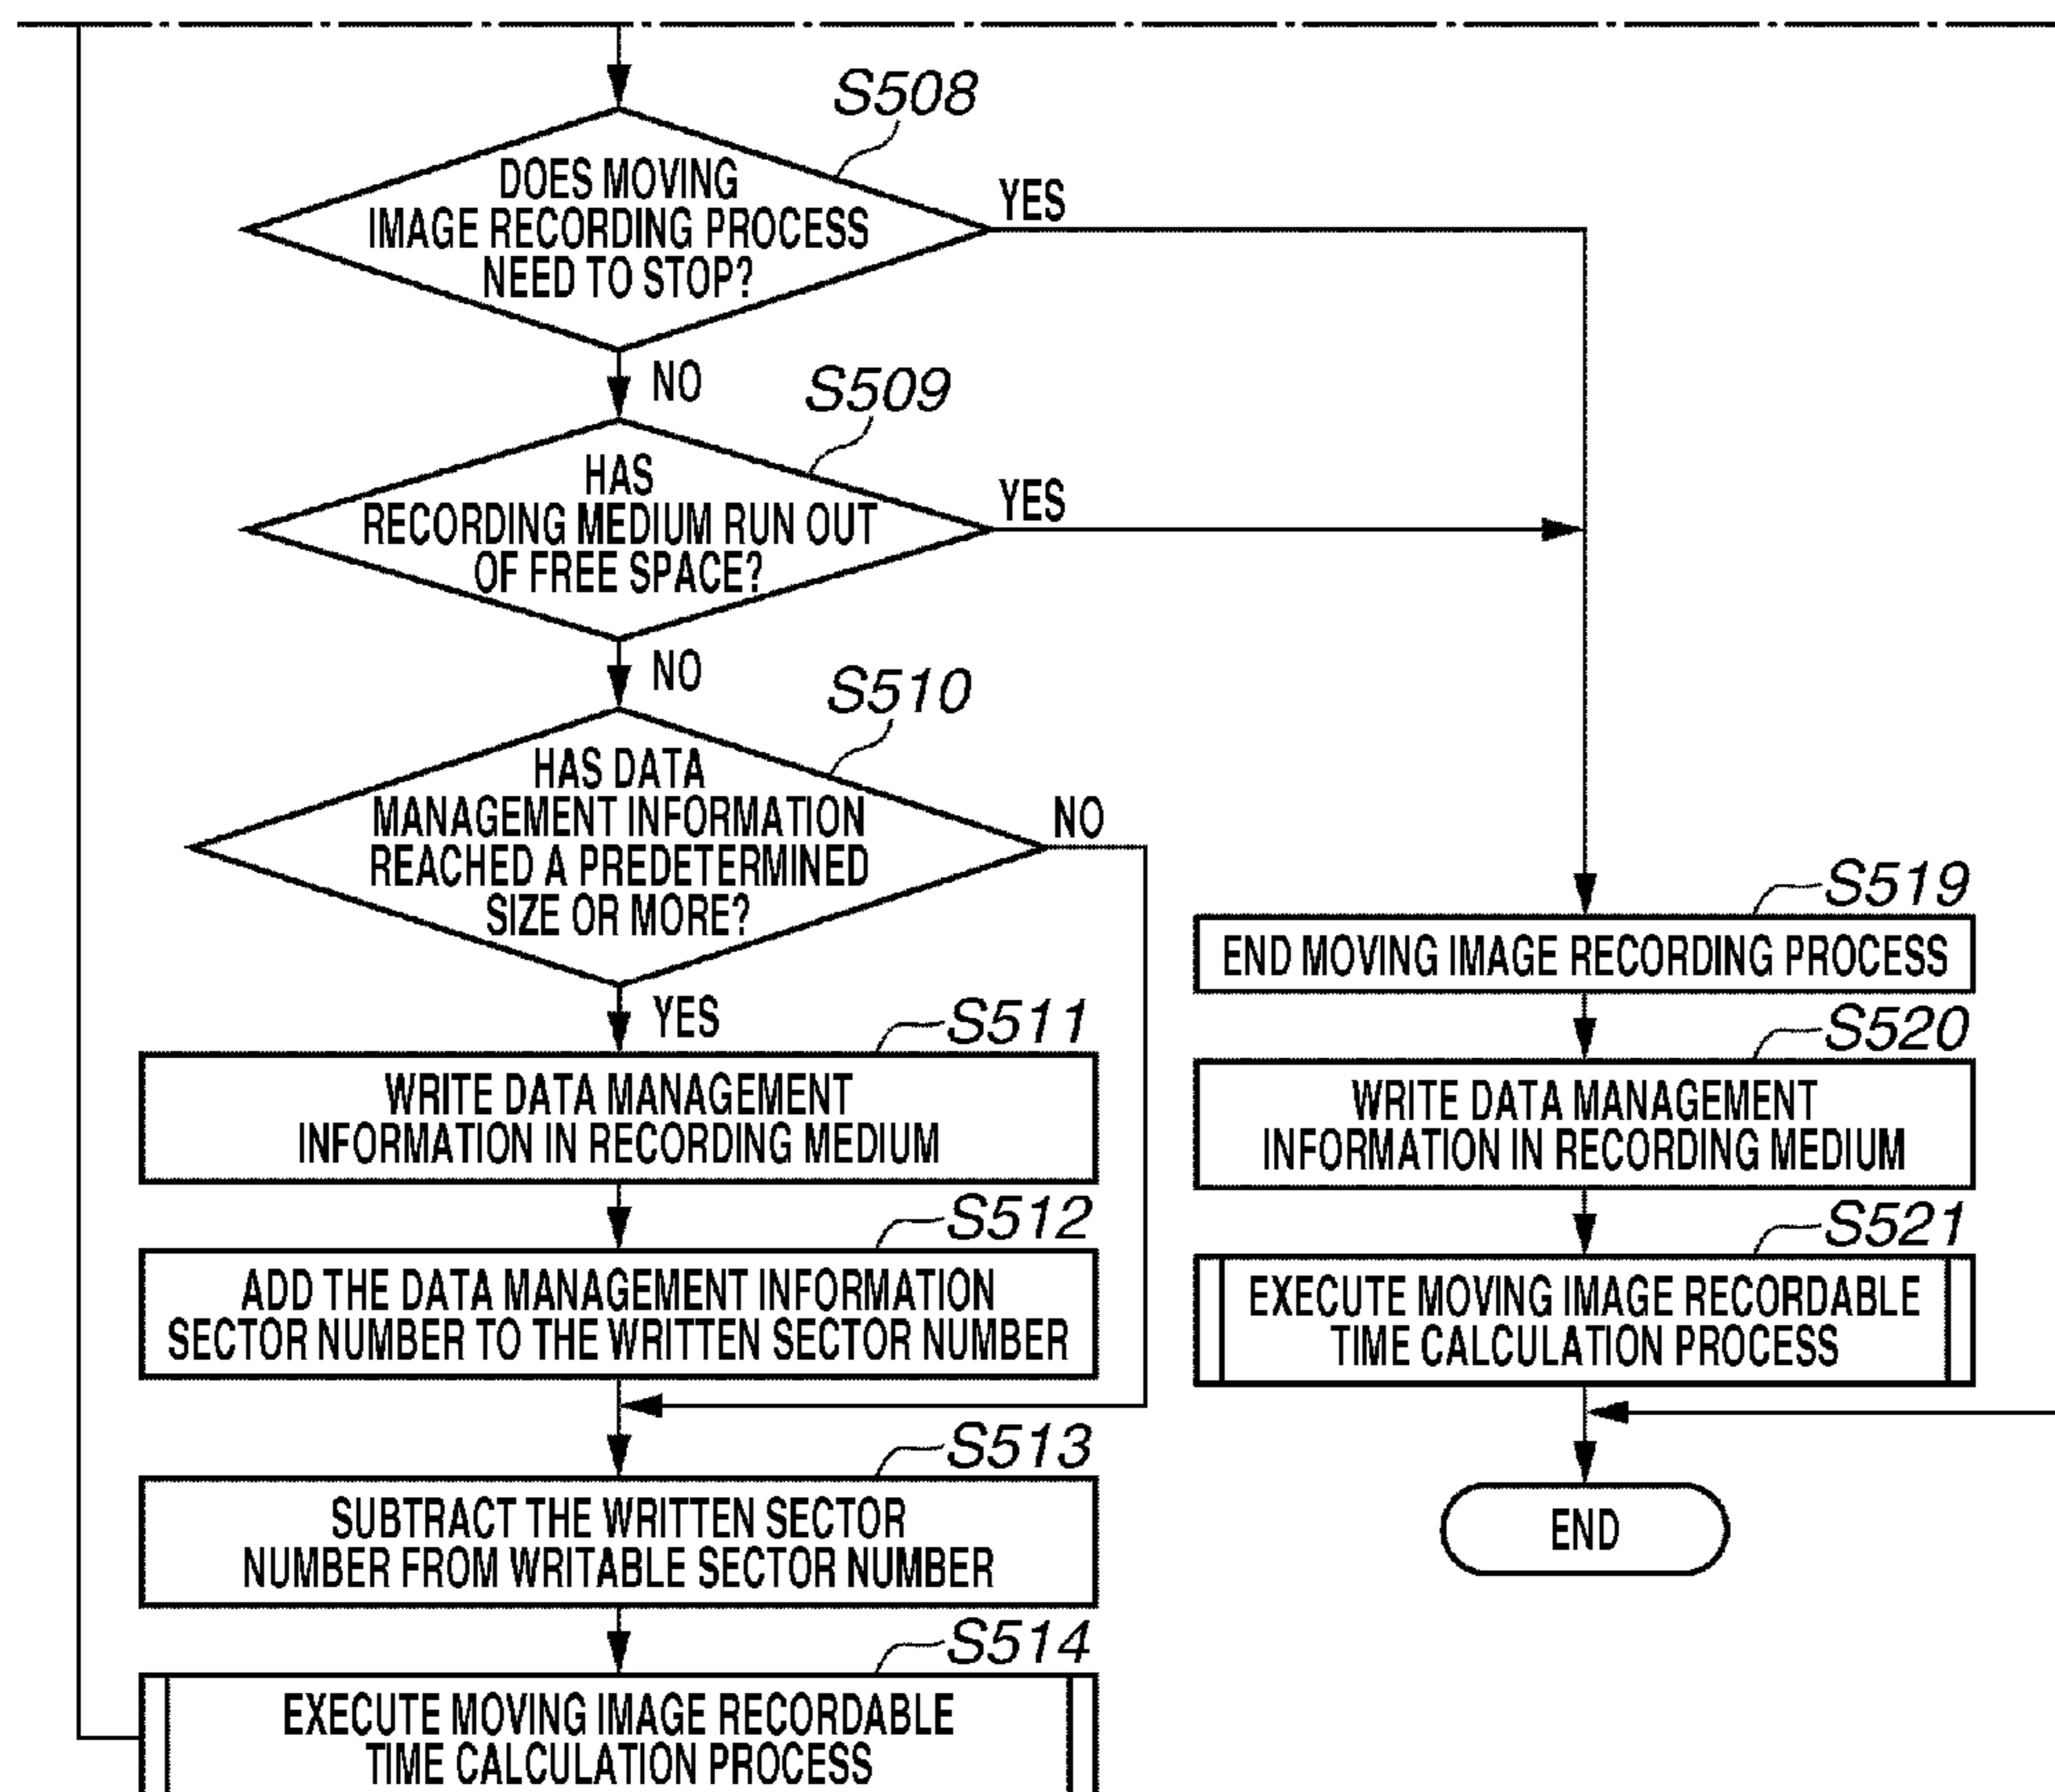 S508
DOES MOVING
IMAGE RECORDING PROCESS
NEED TO STOP?
YES
NO
S509
HAS
RECORDING MEDIUM RUN OUT
OF FREE SPACE?
YES
NO
S510
HAS DATA
MANAGEMENT INFORMATION
REACHED A PREDETERMINED
SIZE OR MORE?
NO
YES
S511
WRITE DATA MANAGEMENT
INFORMATION IN RECORDING MEDIUM
S512
ADD THE DATA MANAGEMENT INFORMATION
SECTOR NUMBER TO THE WRITTEN SECTOR NUMBER
S513
SUBTRACT THE WRITTEN SECTOR
NUMBER FROM WRITABLE SECTOR NUMBER
S514
EXECUTE MOVING IMAGE RECORDABLE
TIME CALCULATION PROCESS
S519
END MOVING IMAGE RECORDING PROCESS
S520
WRITE DATA MANAGEMENT
INFORMATION IN RECORDING MEDIUM
S521
EXECUTE MOVING IMAGE RECORDABLE
TIME CALCULATION PROCESS
END